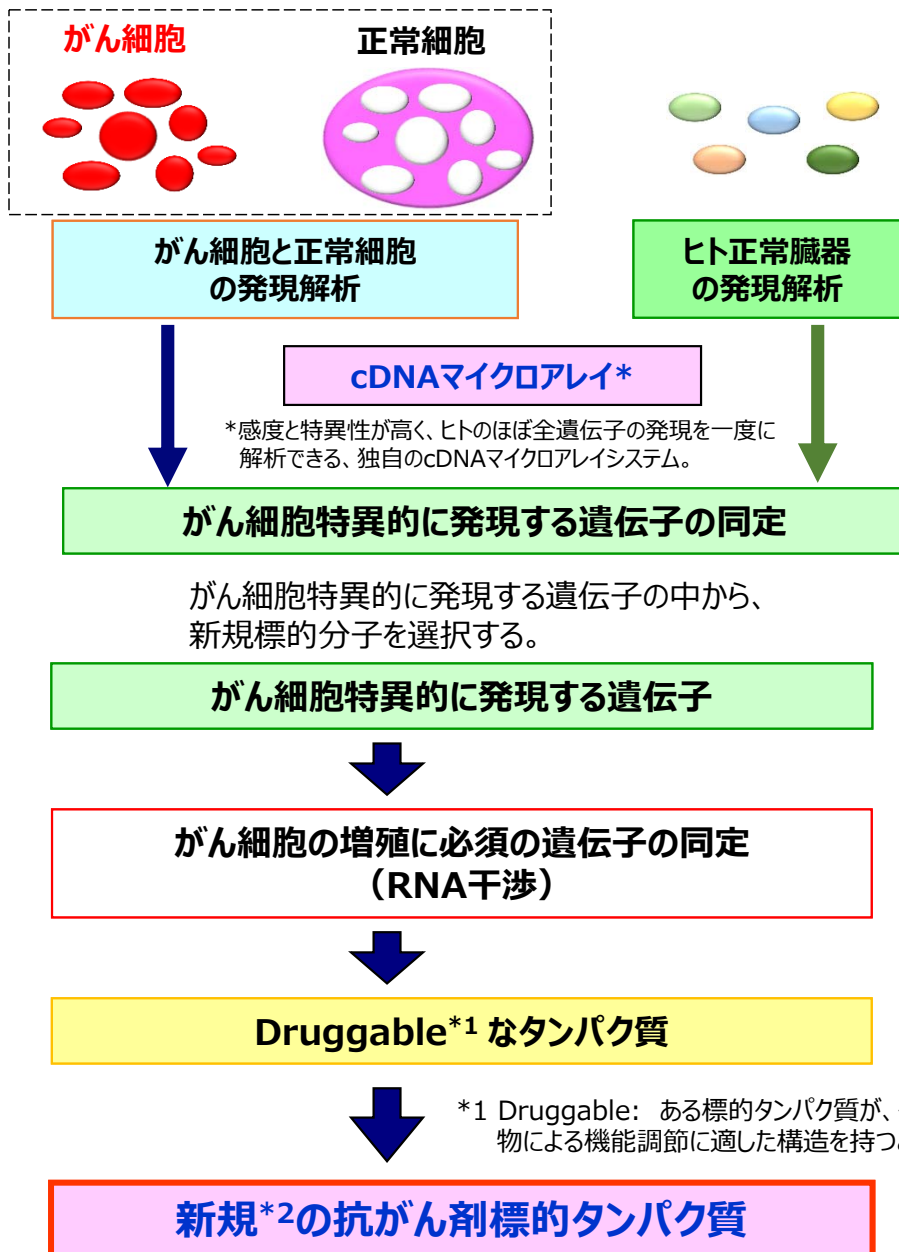 がん細胞
正常細胞
がん細胞と正常細胞
の発現解析
ヒト正常臓器
の発現解析
cDNAマイクロアレイ*
*感度と特異性が高く、ヒトのほぼ全遺伝子の発現を一度に
解析できる、独自のcDNAマイクロアレイシステム。
がん細胞特異的に発現する遺伝子の同定
がん細胞特異的に発現する遺伝子の中から、
新規標的分子を選択する。
がん細胞特異的に発現する遺伝子
がん細胞の増殖に必須の遺伝子の同定
（RNA干渉）
Druggable*1 なタンパク質
*1 Druggable: ある標的タンパク質が、
物による機能調節に適した構造を持つ
新規*2の抗がん剤標的タンパク質